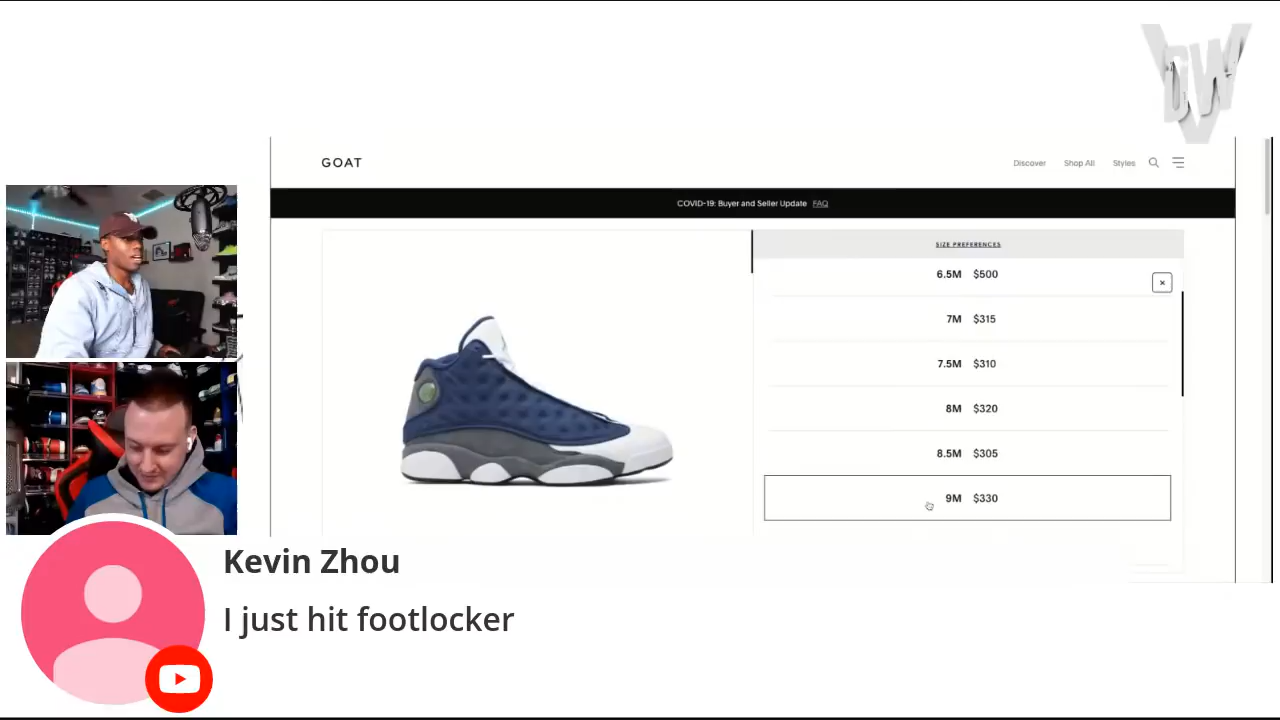 DW
GOAT
Discover Shop All Styles
COVID-19: Buyer and Seller Update FAQ
SIZE PREFERENCES
6.5M $500
×
7M $315
7.5M $310
8M $320
8.5M $305
9M $330
Kevin Zhou
I just hit footlocker